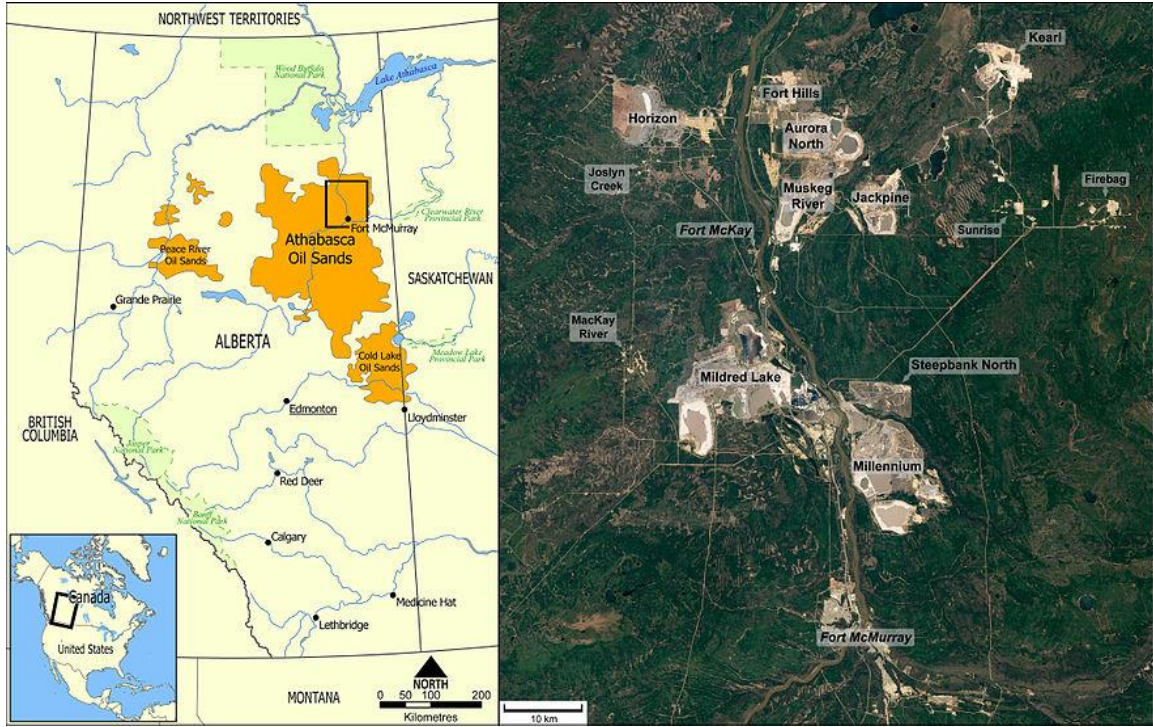 NORTHWEST TERRITORIES
Wood Buffalo
National Park
Lake Athabasca
Clearwater River
Provincial Park
Fort McMurray
Athabasca
Oil Sands
Peace River
Oil Sands
SASKATCHEWAN
Grande Prairie
ALBERTA
Meadow Lake
Provincial Park
Cold Lake
Oil Sands
Edmonton
Lloydminster
BRITISH
COLUMBIA
Jasper
National Park
Red Deer
Banff
National Park
Calgary
Medicine Hat
Lethbridge
Canada
United States
MONTANA
NORTH
0 50 100 200
Kilometres
Kearl
Fort Hills
Horizon
Aurora
North
Joslyn
Creek
Muskeg
River
Jackpine
Firebag
Fort McKay
Sunrise
MacKay
River
Steepbank North
Mildred Lake
Millennium
Fort McMurray
10 km